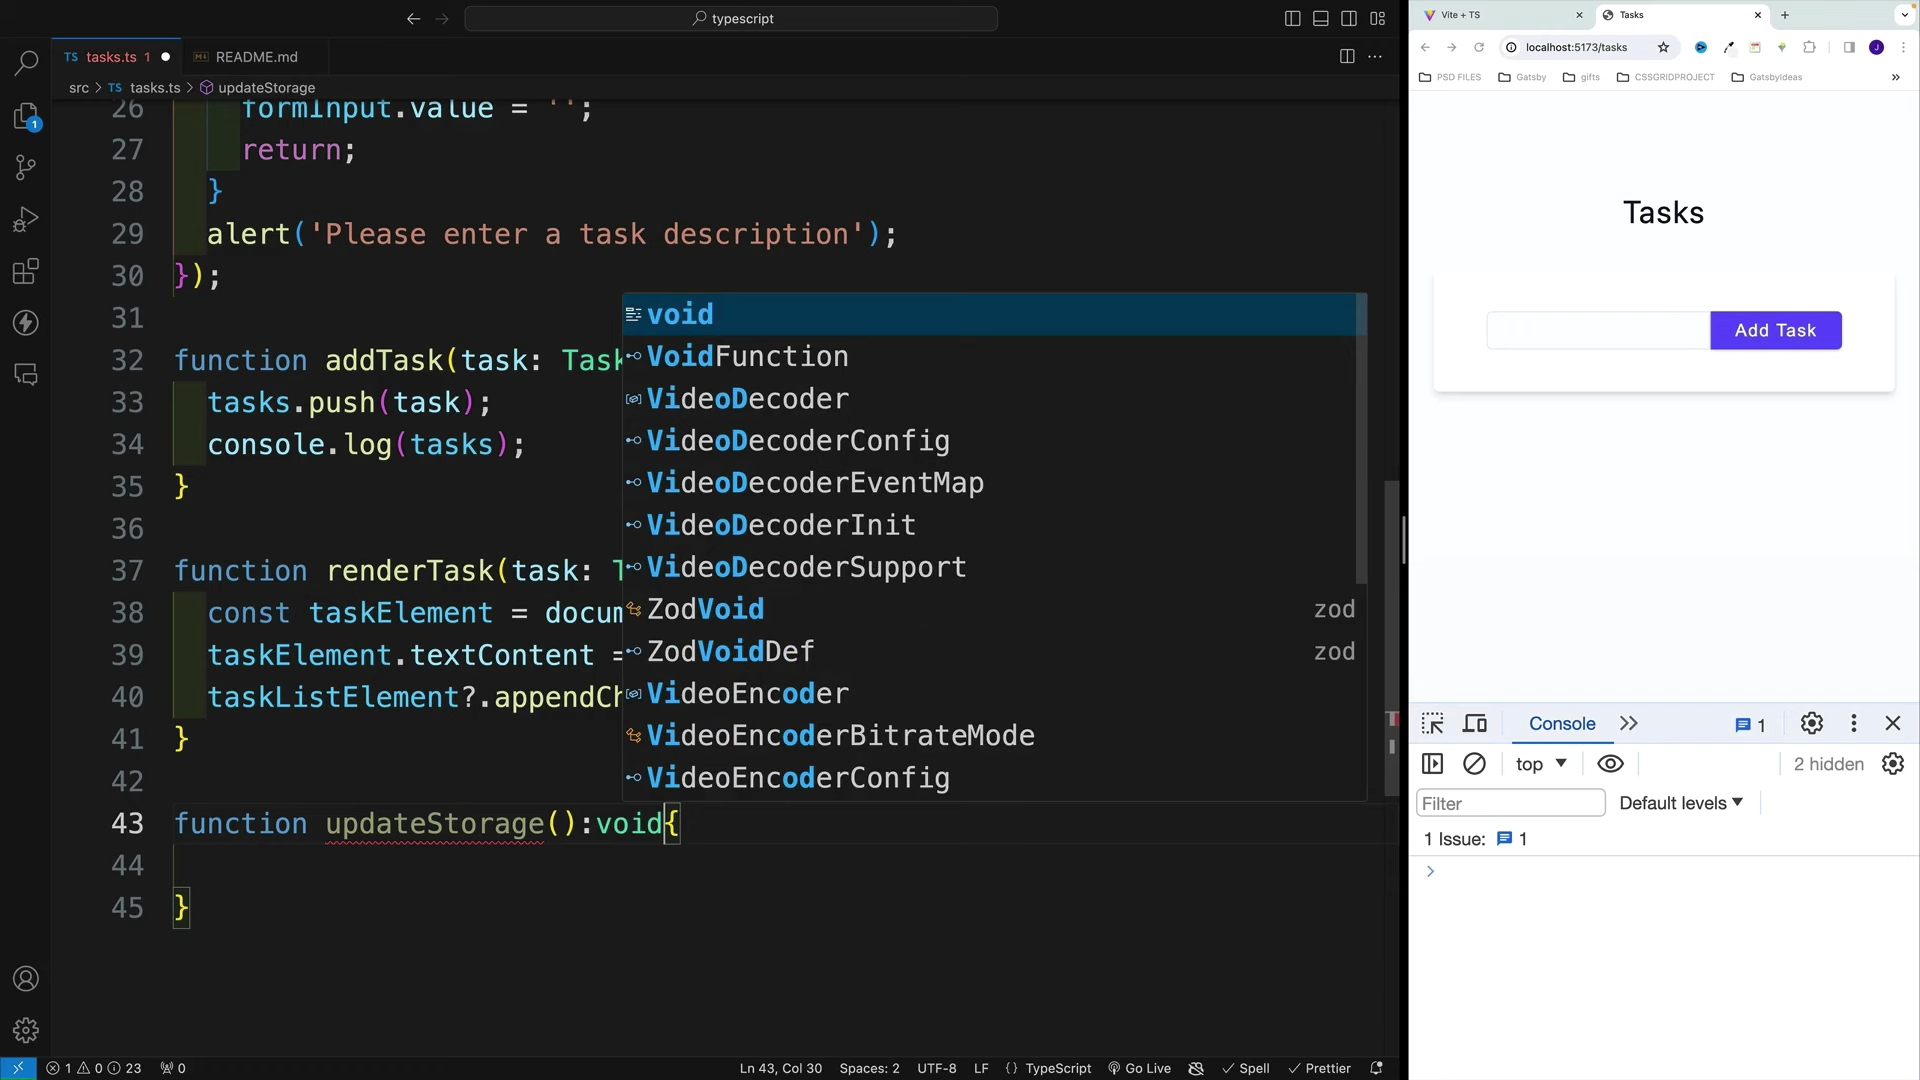 typescript
TS tasks.ts 1
README.md
src > TS tasks.ts > updateStorage
26 formInput.value = '';
27 return;
28 }
29 alert('Please enter a task description');
30 });
31
32 function addTask(task: Task
33 tasks.push(task);
34 console.log(tasks);
35 }
36
37 function renderTask(task: T
38 const taskElement = docum
39 taskElement.textContent =
40 taskListElement?.appendCh
41 }
42
43 function updateStorage():void{
44
45 }
void
VoidFunction
VideoDecoder
VideoDecoderConfig
VideoDecoderEventMap
VideoDecoderInit
VideoDecoderSupport
ZodVoid zod
ZodVoidDef zod
VideoEncoder
VideoEncoderBitrateMode
VideoEncoderConfig
1
1 0 23 0
Ln 43, Col 30 Spaces: 2 UTF-8 LF {} TypeScript Go Live Spell Prettier
Vite + TS
Tasks
localhost:5173/tasks
J
PSD FILES Gatsby gifts CSSGRIDPROJECT GatsbyIdeas
Tasks
Add Task
Console 1
top 2 hidden
Filter Default levels
1 Issue: 1